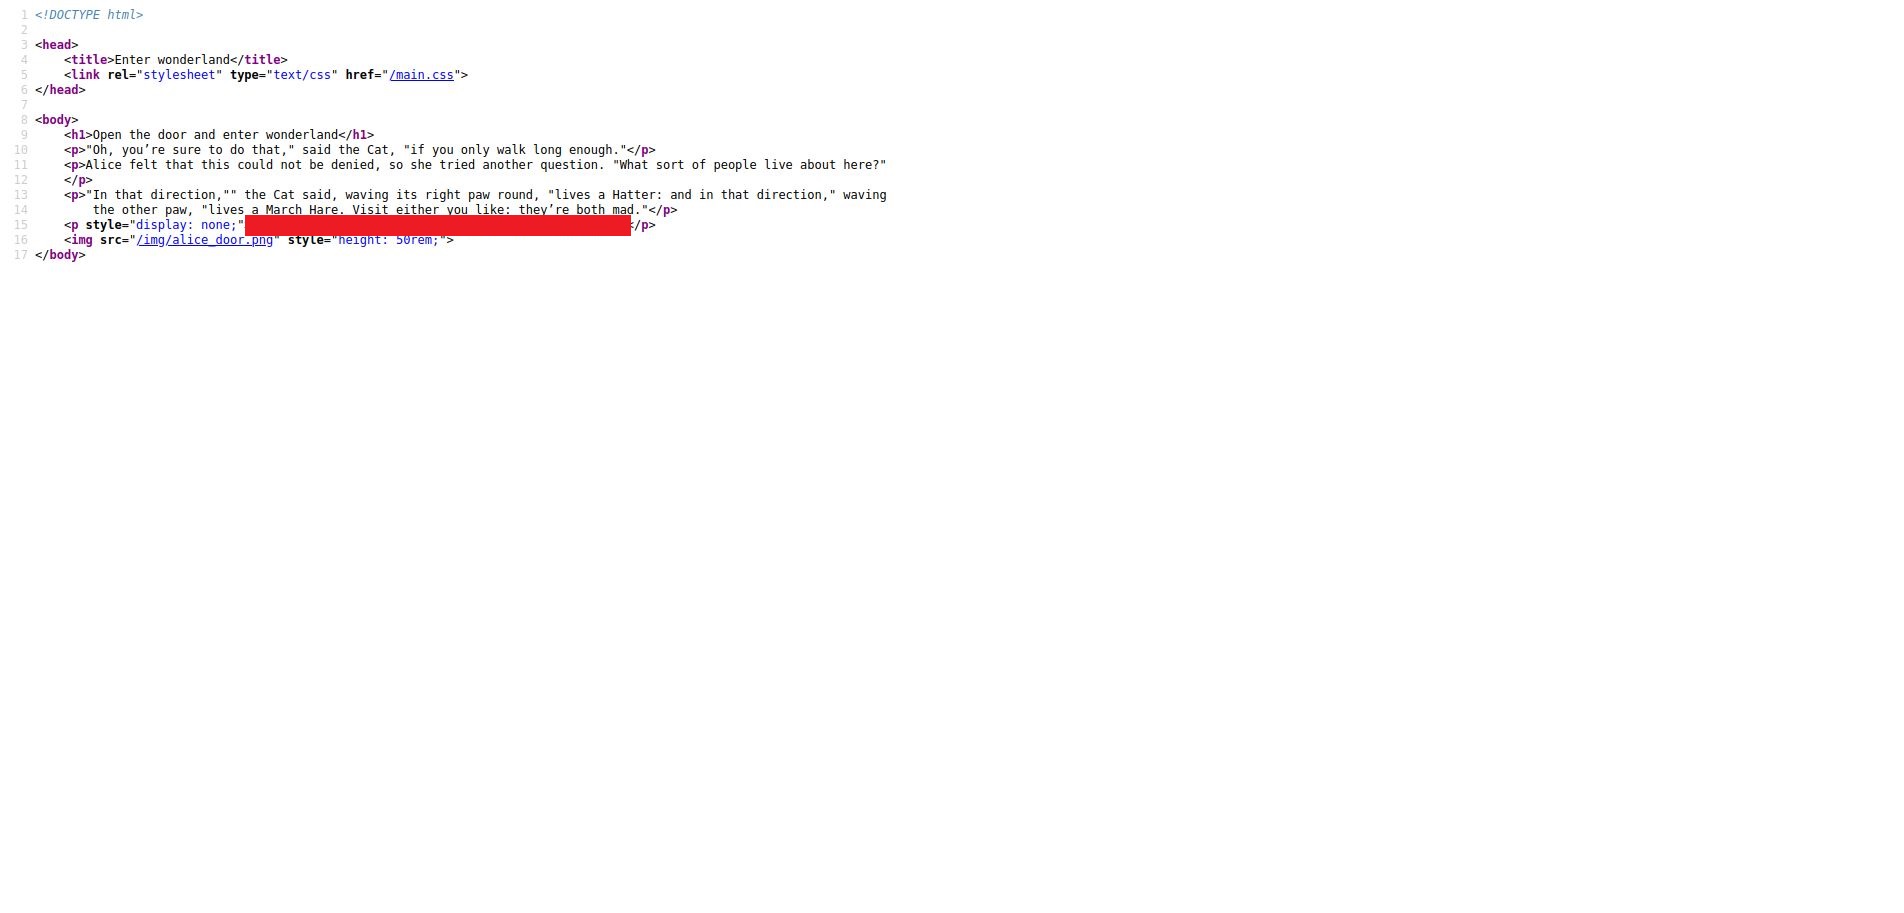 1 <!DOCTYPE html>
2
3 <head>
4     <title>Enter wonderland</title>
5     <link rel="stylesheet" type="text/css" href="/main.css">
6 </head>
7
8 <body>
9     <h1>Open the door and enter wonderland</h1>
10     <p>"Oh, you’re sure to do that," said the Cat, "if you only walk long enough."</p>
11     <p>Alice felt that this could not be denied, so she tried another question. "What sort of people live about here?"
12     </p>
13     <p>"In that direction,"" the Cat said, waving its right paw round, "lives a Hatter: and in that direction," waving
14         the other paw, "lives a March Hare. Visit either you like: they’re both mad."</p>
15     <p style="display: none;" </p>
16     <img src="/img/alice_door.png" style="height: 50rem;">
17 </body>